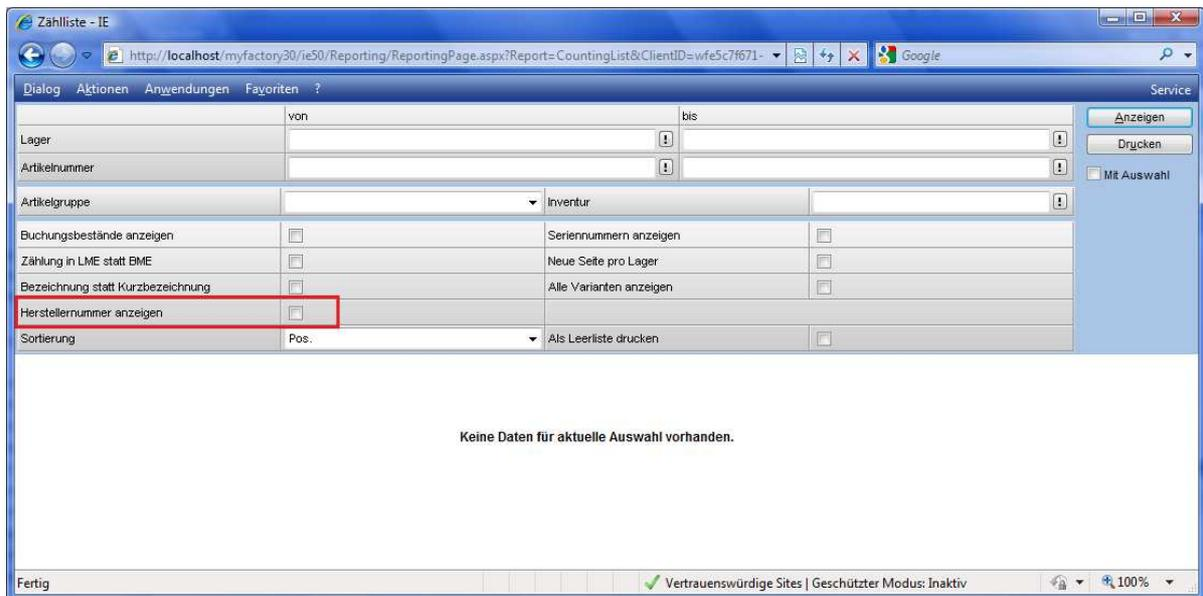 Zählliste - IE
http://localhost/myfactory30/ie50/Reporting/ReportingPage.aspx?Report=CountingList&ClientID=wfe5c7f671- Google
Dialog Aktionen Anwendungen Favoriten ? Service
von bis Anzeigen
Lager Drucken
Artikelnummer Mit Auswahl
Artikelgruppe Inventur
Buchungsbestände anzeigen Seriennummern anzeigen
Zählung in LME statt BME Neue Seite pro Lager
Bezeichnung statt Kurzbezeichnung Alle Varianten anzeigen
Herstellernummer anzeigen
Sortierung Pos. Als Leerliste drucken
Keine Daten für aktuelle Auswahl vorhanden.
Fertig Vertrauenswürdige Sites | Geschützter Modus: Inaktiv 100%